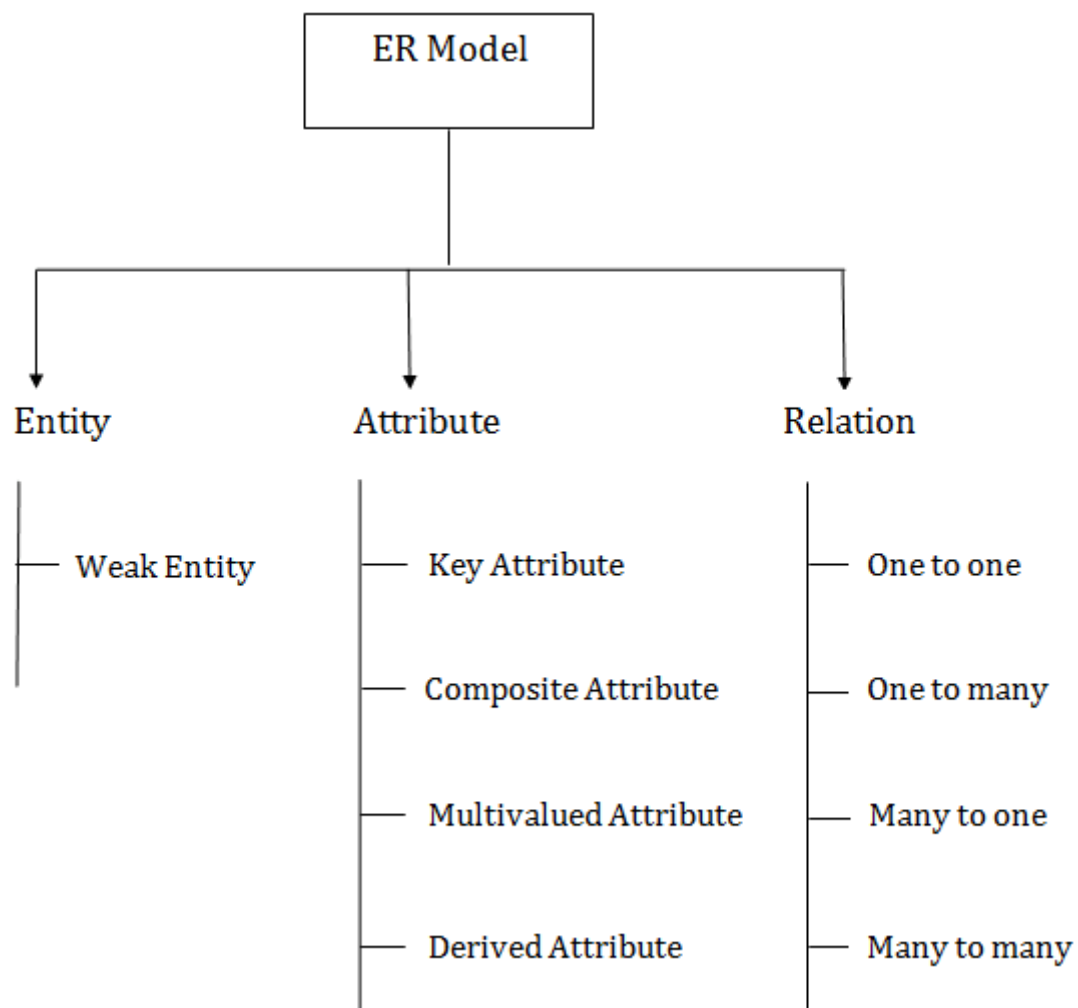 ER Model
Entity
Attribute
Relation
Weak Entity
Key Attribute
One to one
Composite Attribute
One to many
Multivalued Attribute
Many to one
Derived Attribute
Many to many